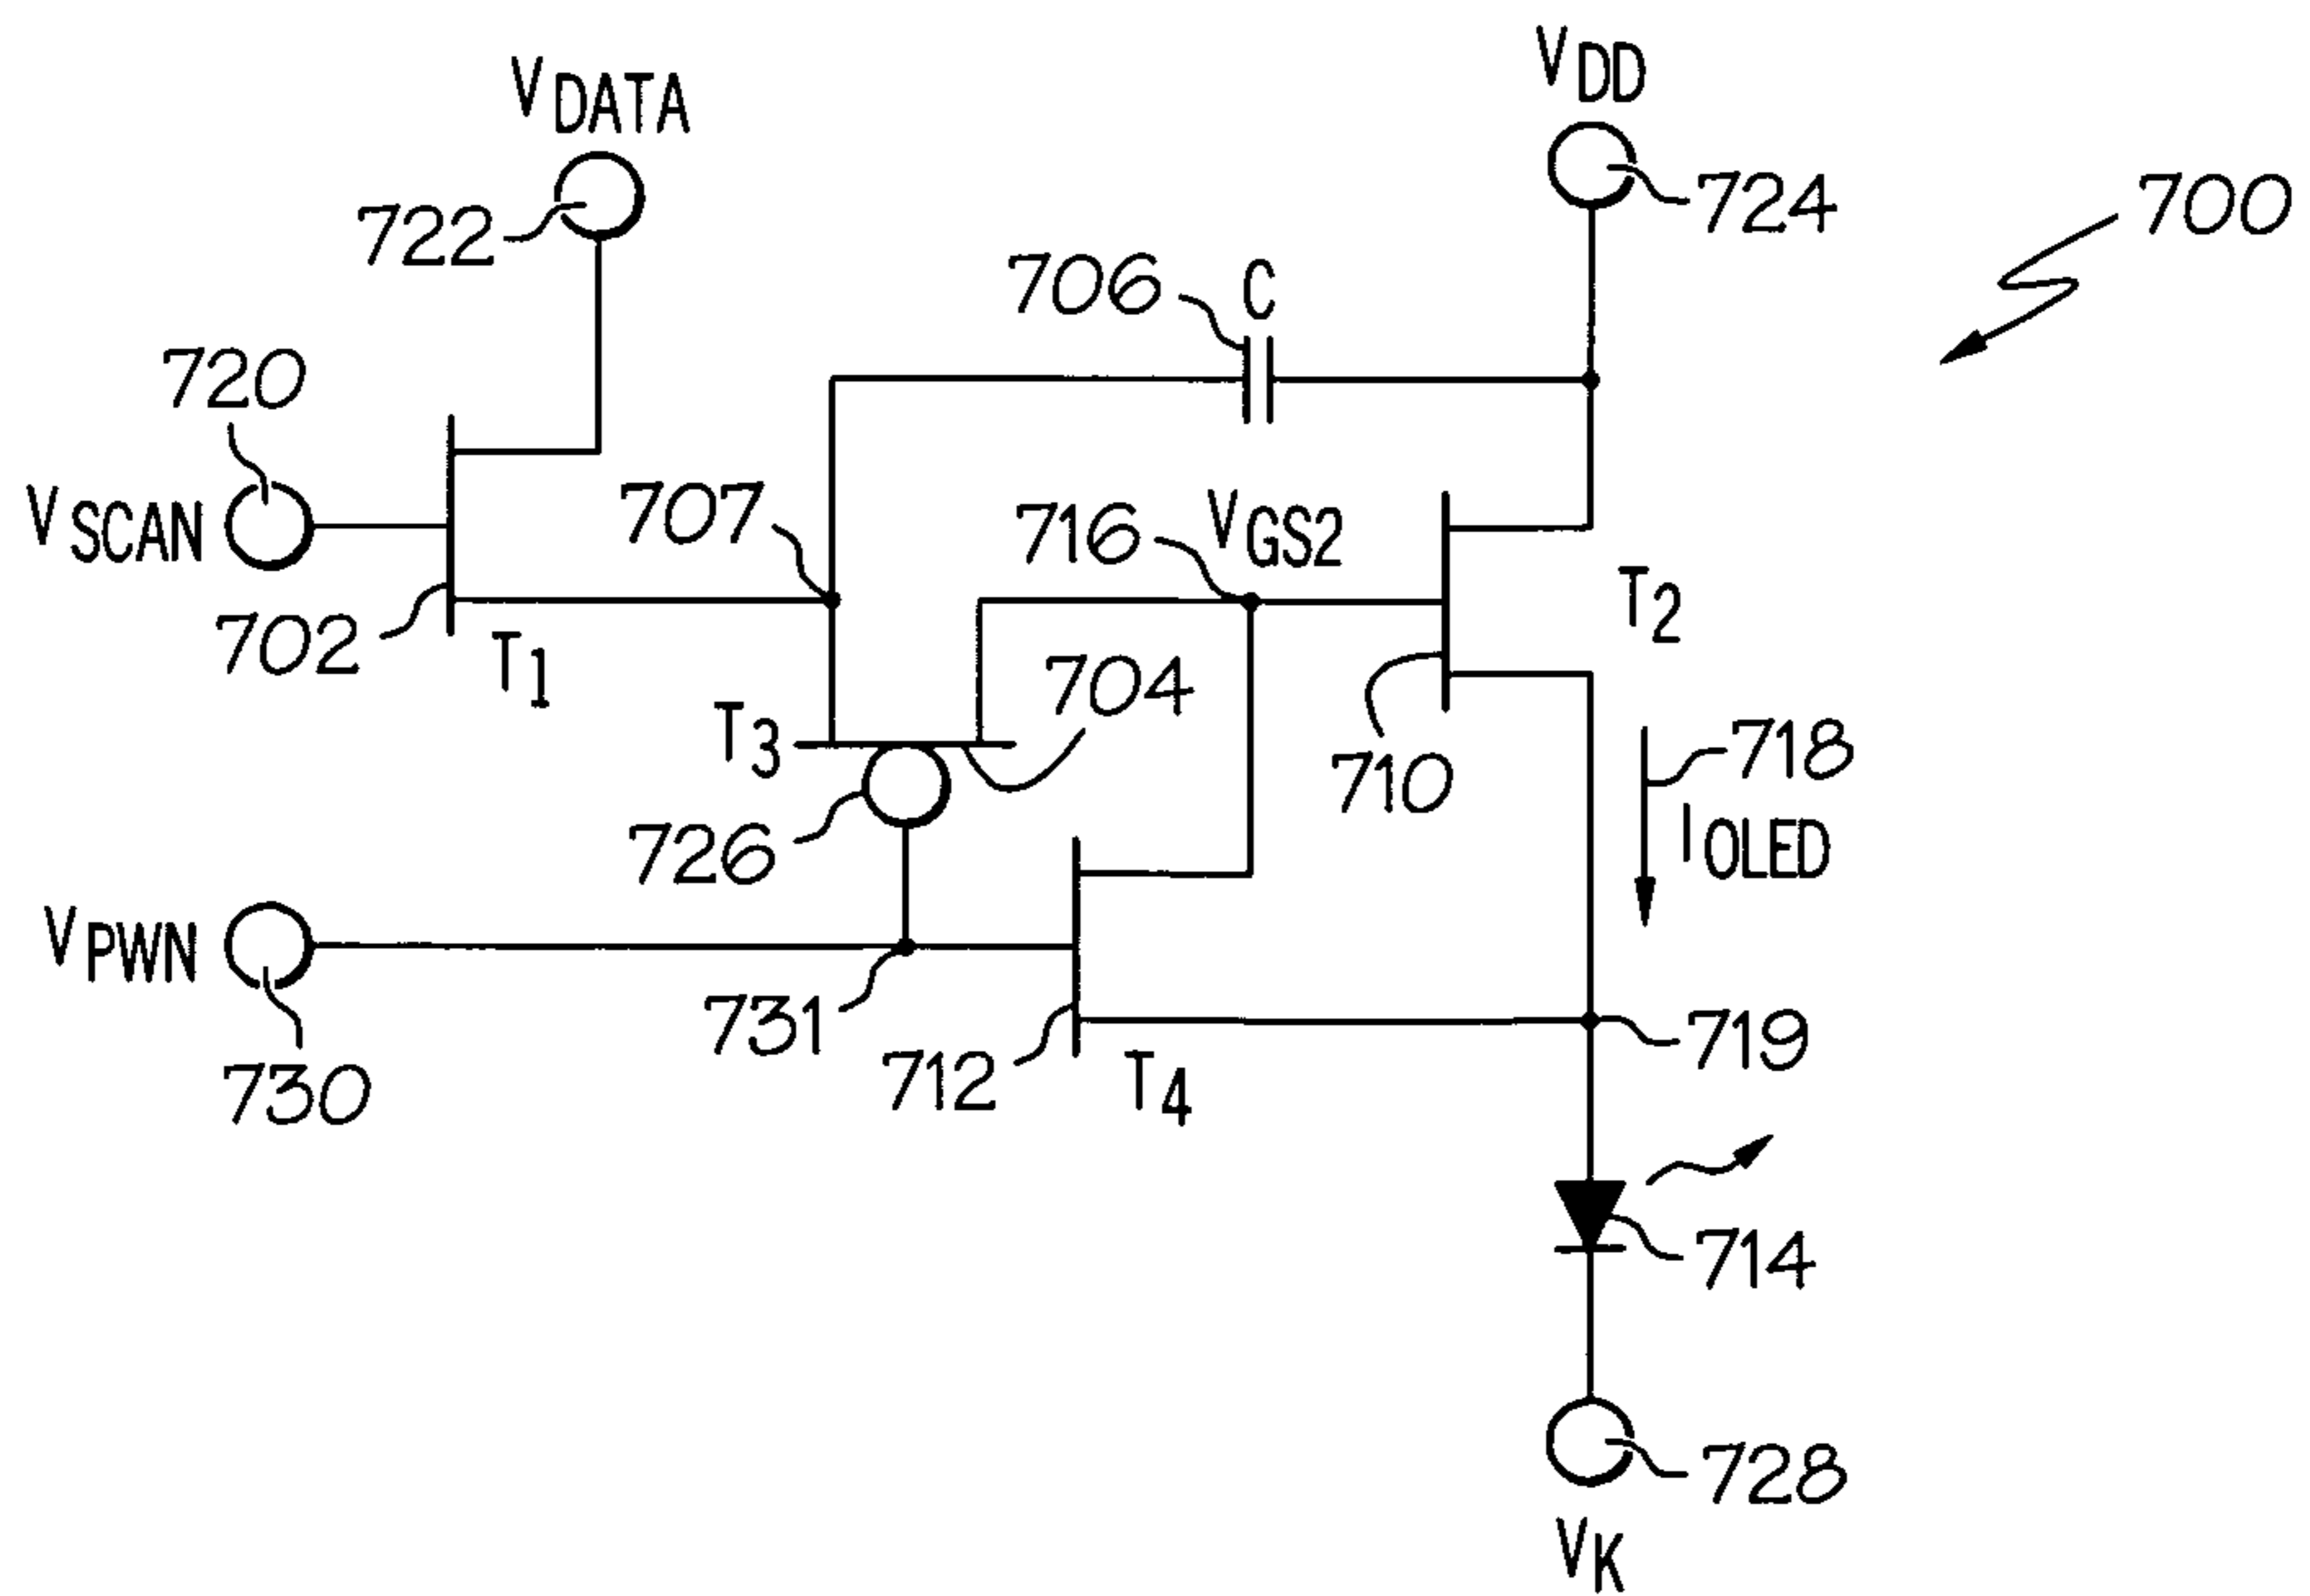 VDD
VDATA
724
700
722
706 C
720
VSCAN
707
716 VGS2
T2
702
T1
704
T3
718
710
726
IOLED
VPWN
731
719
712
T4
730
714
728
VK